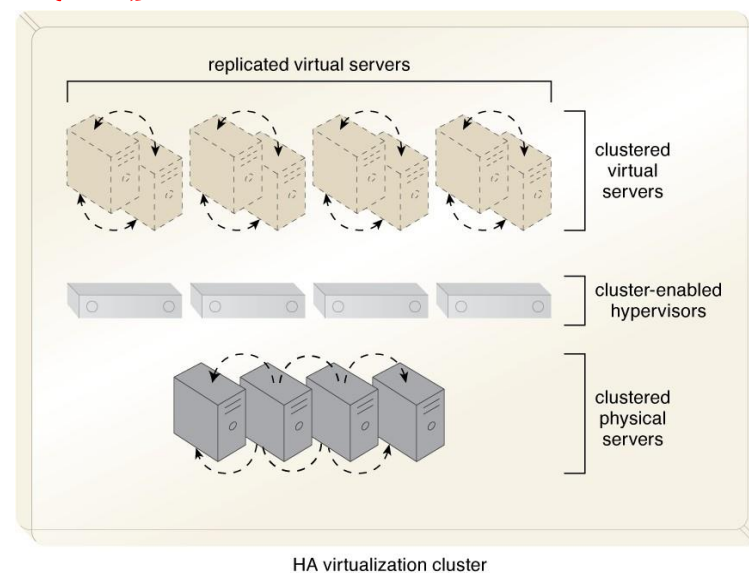 replicated virtual servers
clustered
virtual
servers
cluster-enabled
hypervisors
clustered
physical
servers
HA virtualization cluster